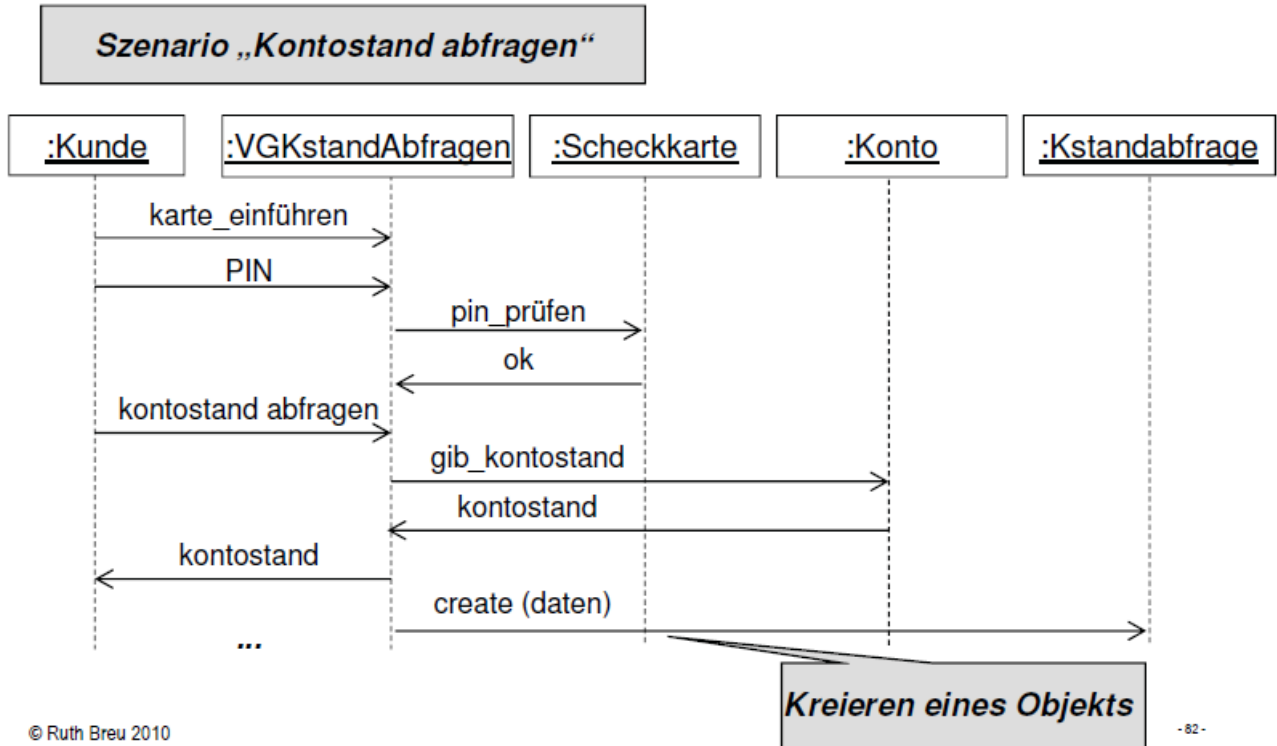 Szenario „Kontostand abfragen“
:Kunde
:VGKstandAbfragen
:Scheckkarte
:Konto
:Kstandabfrage
karte_einführen
PIN
pin_prüfen
ok
kontostand abfragen
gib_kontostand
kontostand
kontostand
create (daten)
...
Kreieren eines Objekts
© Ruth Breu 2010
- 82 -